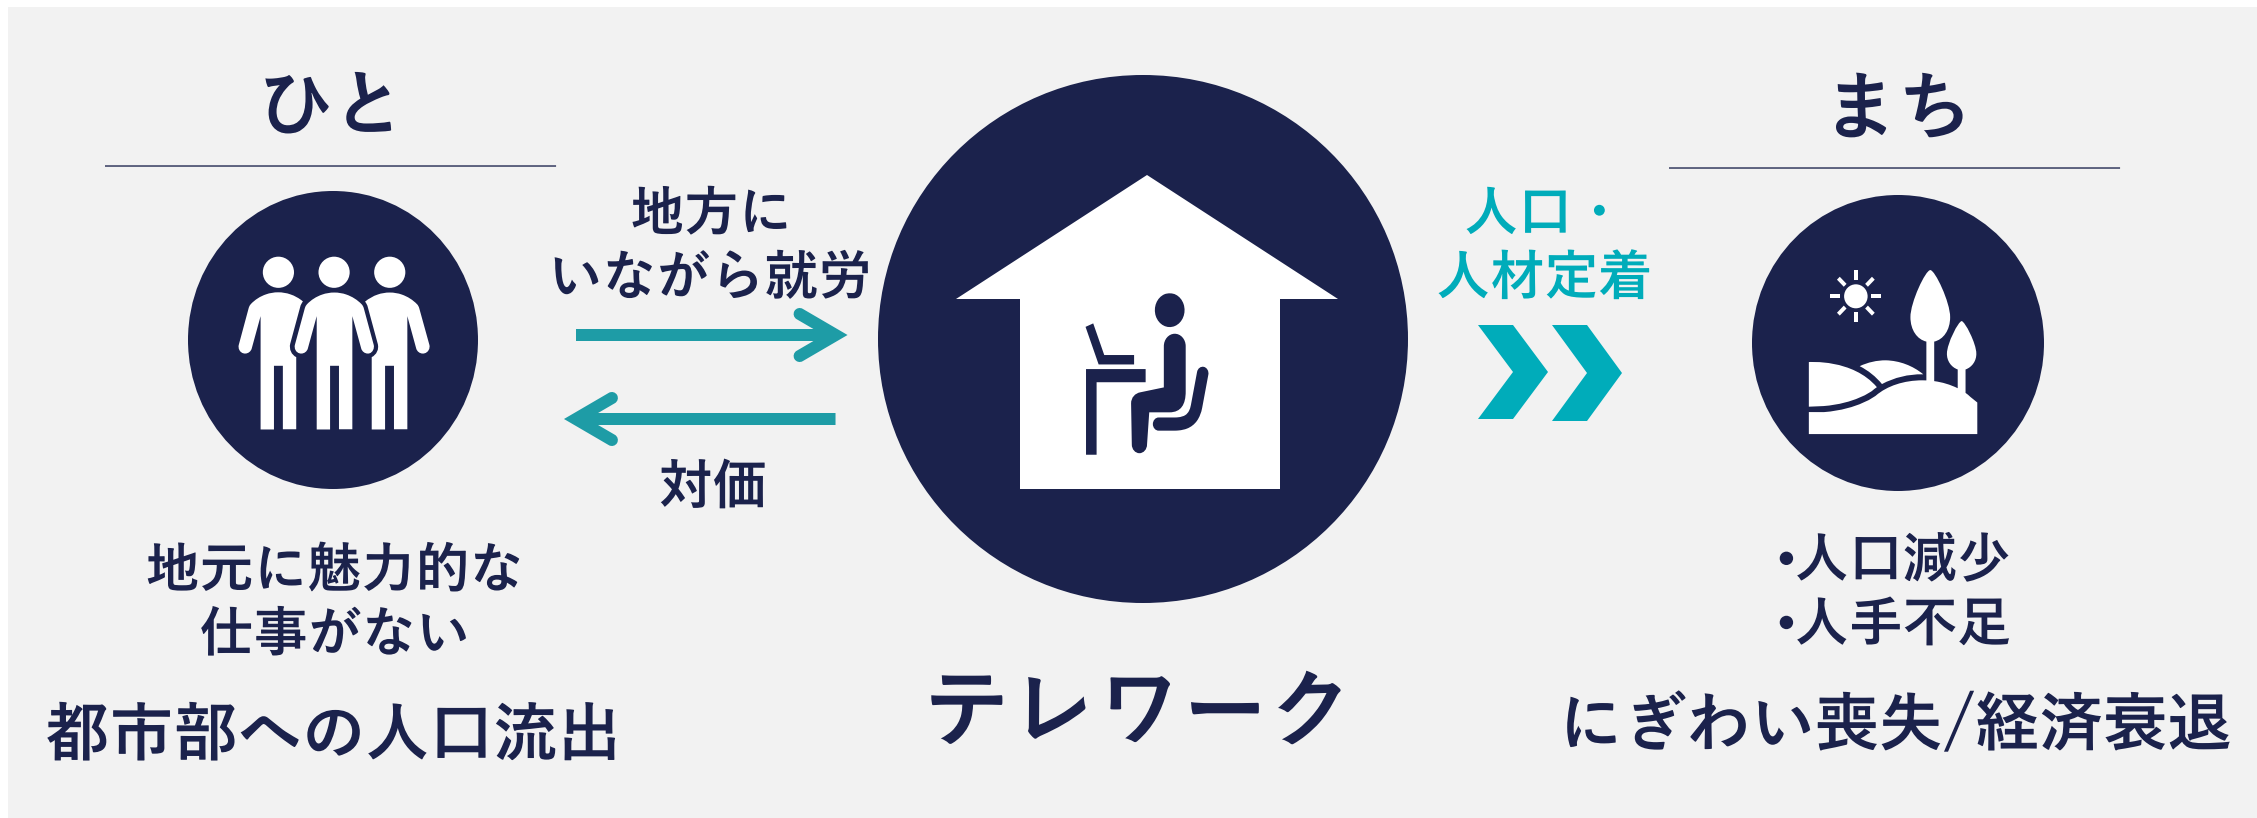 ひと
地元に魅力的な
仕事がない
都市部への人口流出
地方に
いながら就労
対価
テレワーク
人口・
人材定着
まち
・人口減少
・人手不足
にぎわい喪失/経済衰退